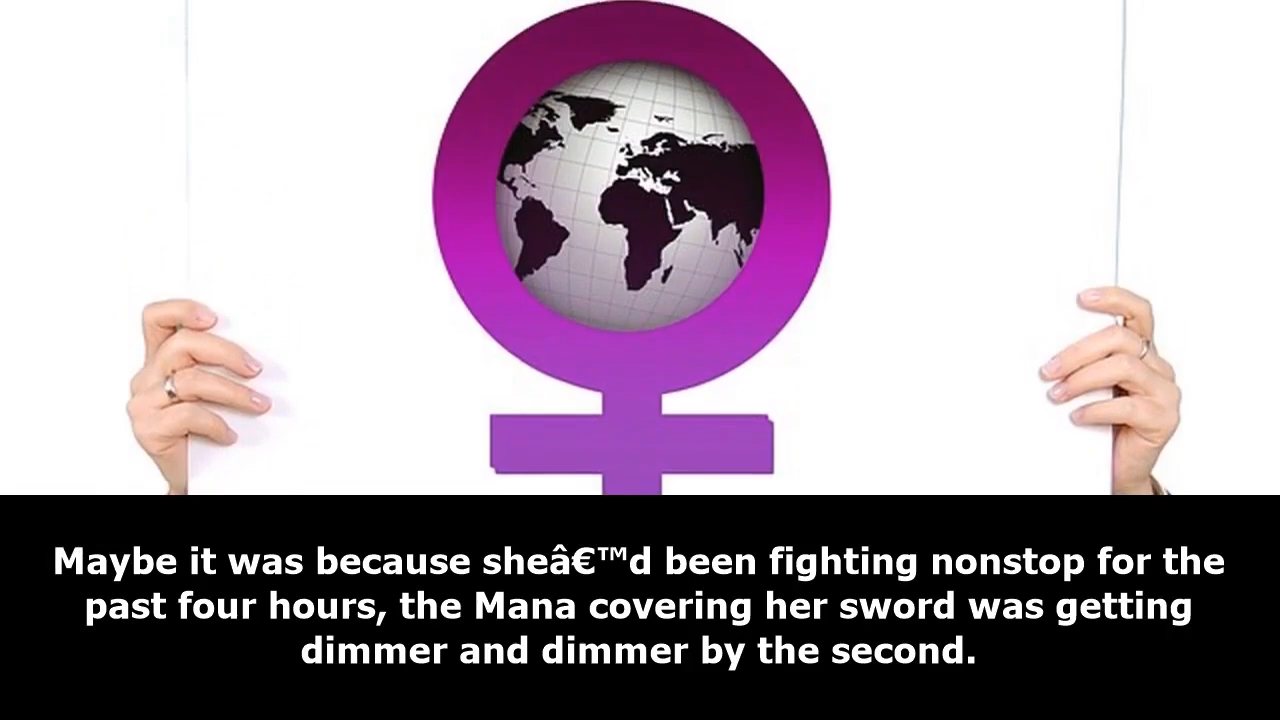 Maybe it was because sheâ€™d been fighting nonstop for the
past four hours, the Mana covering her sword was getting
dimmer and dimmer by the second.